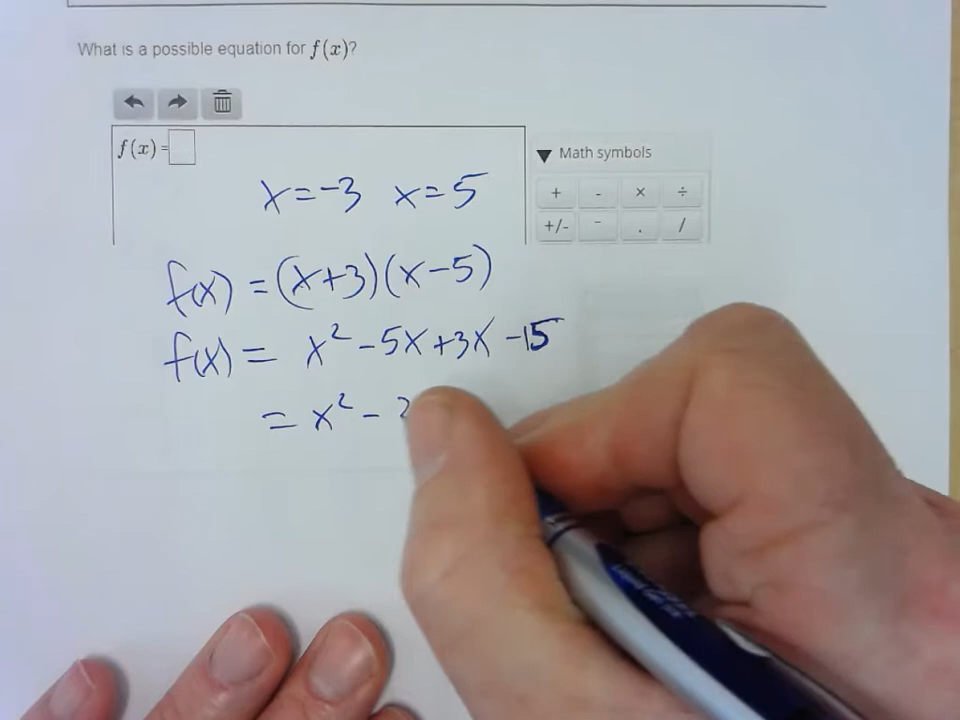 What is a possible equation for f(x)?
f(x) =
Math symbols
+ - × ÷
+/- − . /
x=-3 x=5
f(x) = (x+3)(x-5)
f(x) = x² -5x +3x -15
= x² -